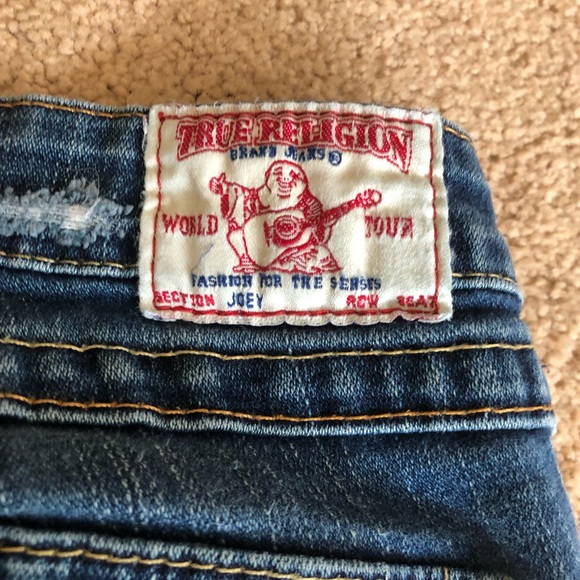 TRUE RELIGION
BRAND JEANS®
WORLD TOUR
FASHION FOR THE SENSES
SECTION JOEY ROW SEAT